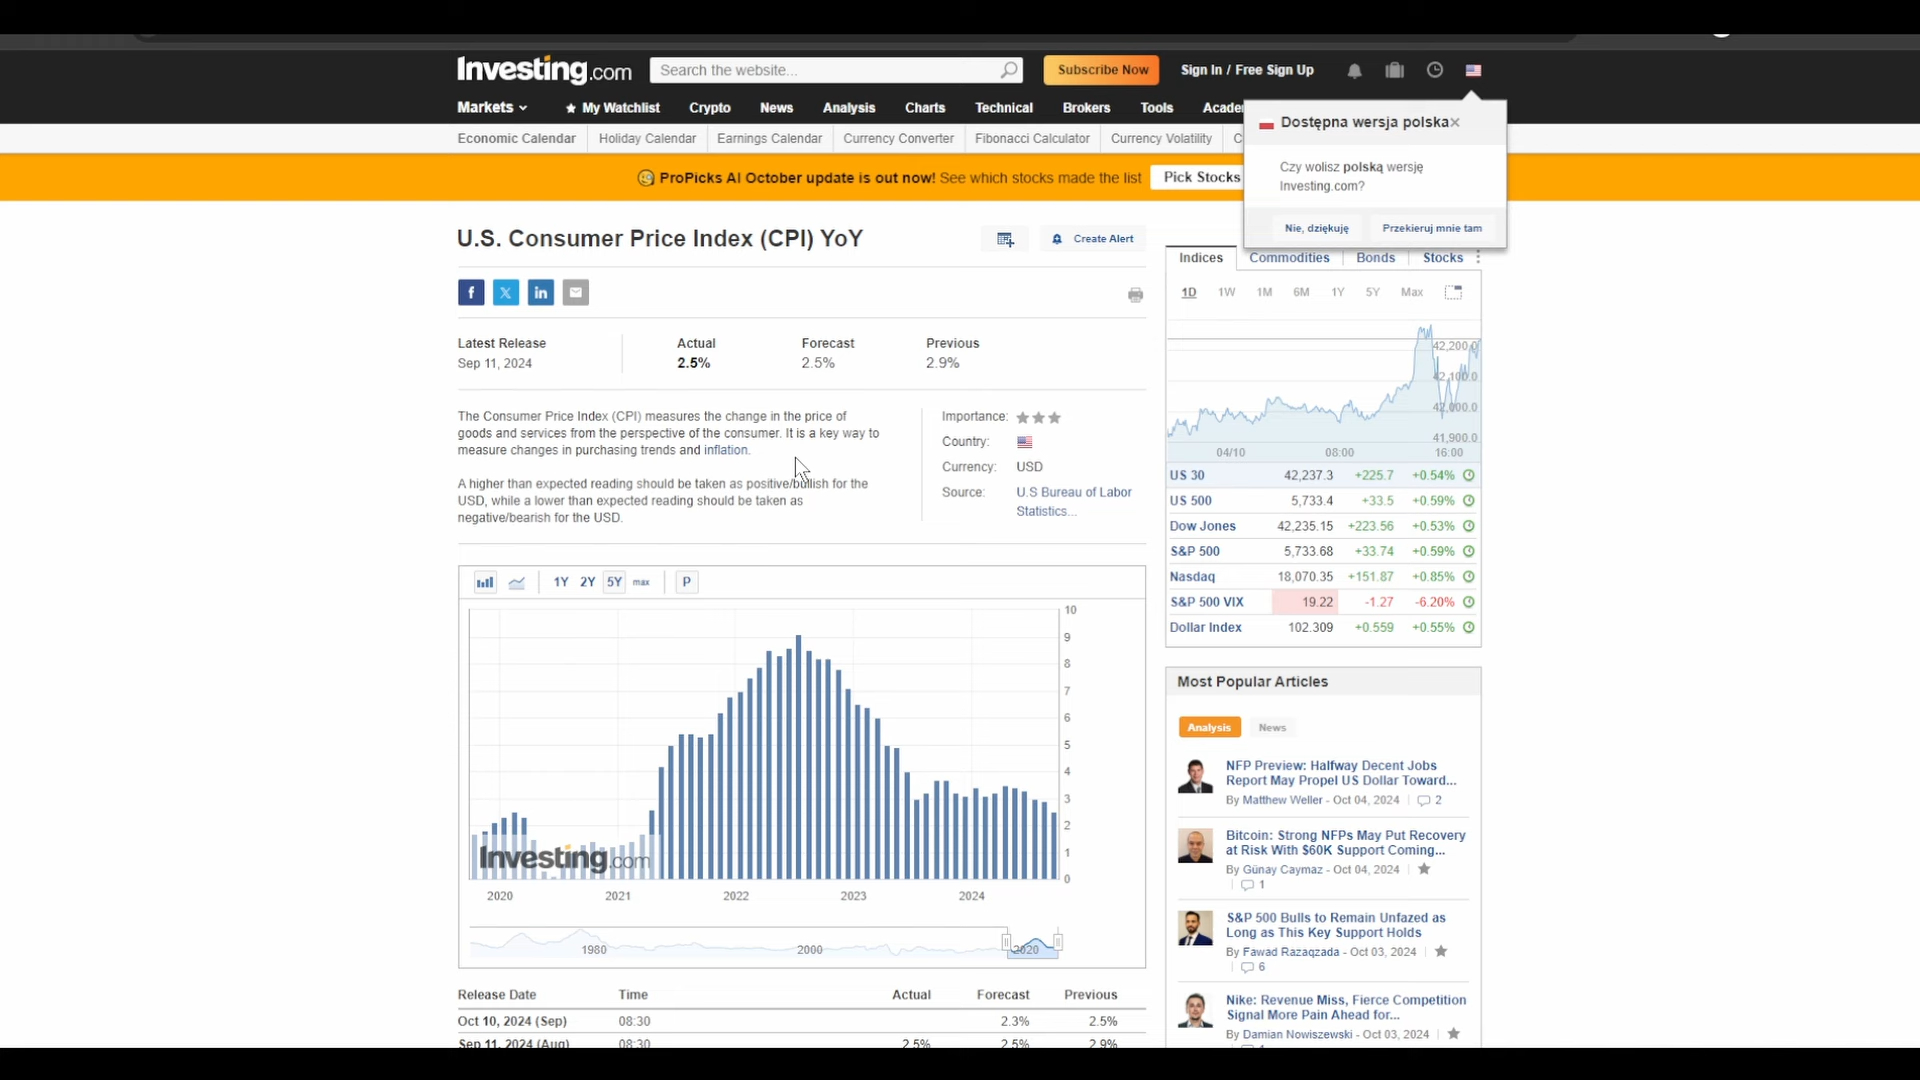 Investing.com
Search the website...
Subscribe Now
Sign In / Free Sign Up
Markets
My Watchlist
Crypto
News
Analysis
Charts
Technical
Brokers
Tools
Economic Calendar
Holiday Calendar
Earnings Calendar
Currency Converter
Fibonacci Calculator
Currency Volatility
Dostępna wersja polska
Czy wolisz polską wersję
Investing.com?
Nie, dziękuję
Przekieruj mnie tam
ProPicks AI October update is out now! See which stocks made the list
Pick Stocks
U.S. Consumer Price Index (CPI) YoY
Create Alert
Latest Release
Actual
Forecast
Previous
Sep 11, 2024
2.5%
2.5%
2.9%
The Consumer Price Index (CPI) measures the change in the price of
goods and services from the perspective of the consumer. It is a key way to
measure changes in purchasing trends and inflation.
A higher than expected reading should be taken as positive/bullish for the
USD, while a lower than expected reading should be taken as
negative/bearish for the USD.
Importance:
Country:
Currency: USD
Source: U.S Bureau of Labor
Statistics...
1Y 2Y 5Y max P
10
9
8
7
6
5
4
3
2
1
0
Investing.com
2020 2021 2022 2023 2024
1980 2000 2020
Release Date Time Actual Forecast Previous
Oct 10, 2024 (Sep) 08:30 2.3% 2.5%
Sep 11, 2024 (Aug) 08:30 2.5% 2.5% 2.9%
Indices Commodities Bonds Stocks
1D 1W 1M 6M 1Y 5Y Max
42,200.0
42,100.0
42,000.0
41,900.0
04/10 08:00 16:00
US 30 42,237.3 +225.7 +0.54%
US 500 5,733.4 +33.5 +0.59%
Dow Jones 42,235.15 +223.56 +0.53%
S&P 500 5,733.68 +33.74 +0.59%
Nasdaq 18,070.35 +151.87 +0.85%
S&P 500 VIX 19.22 -1.27 -6.20%
Dollar Index 102.309 +0.559 +0.55%
Most Popular Articles
Analysis News
NFP Preview: Halfway Decent Jobs
Report May Propel US Dollar Toward...
By Matthew Weller - Oct 04, 2024 2
Bitcoin: Strong NFPs May Put Recovery
at Risk With $60K Support Coming...
By Günay Caymaz - Oct 04, 2024
1
S&P 500 Bulls to Remain Unfazed as
Long as This Key Support Holds
By Fawad Razaqzada - Oct 03, 2024
6
Nike: Revenue Miss, Fierce Competition
Signal More Pain Ahead for...
By Damian Nowiszewski - Oct 03, 2024